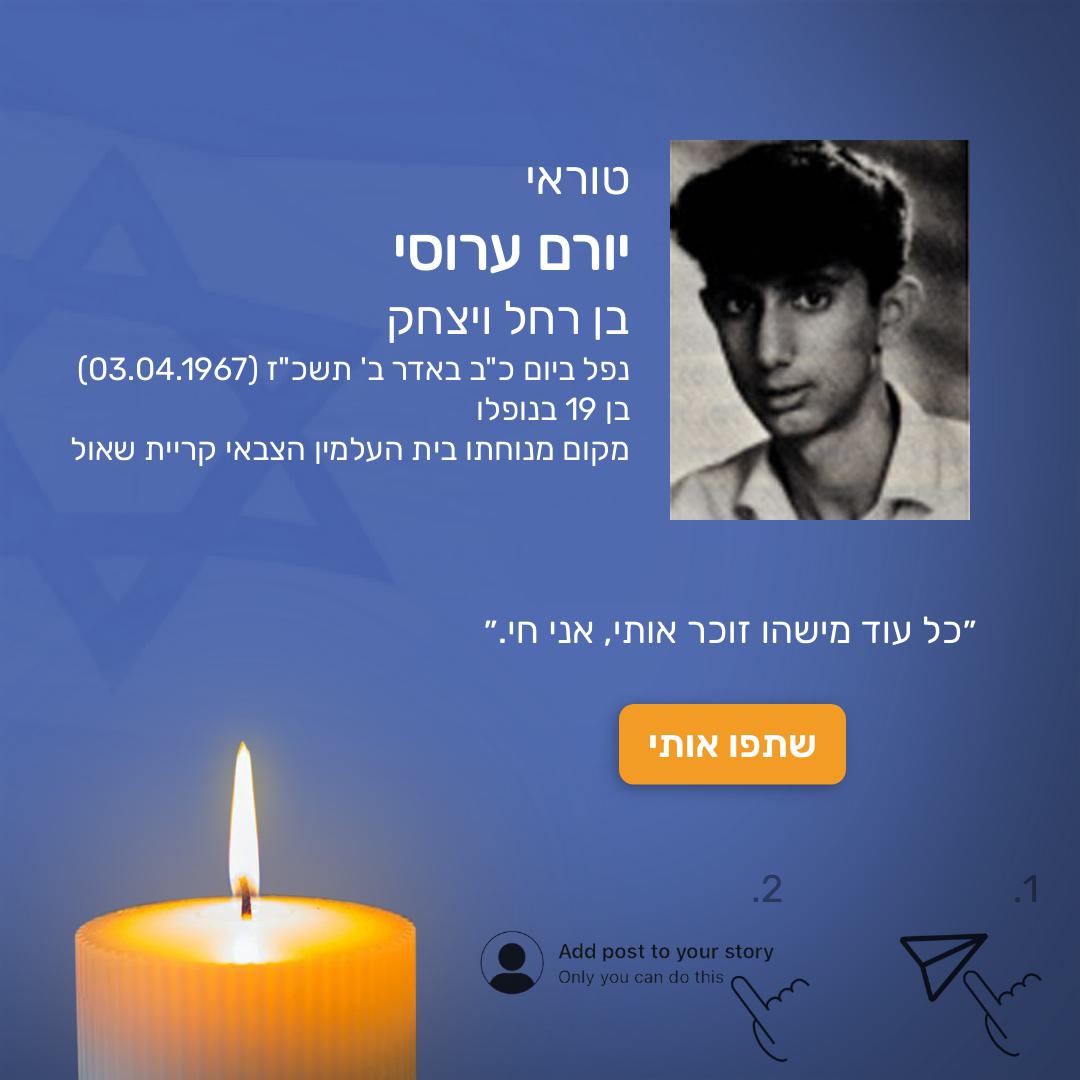 טוראי
יורם ערוסי
בן רחל ויצחק
נפל ביום כ"ב באדר ב' תשכ"ז (03.04.1967)
בן 19 בנופלו
מקום מנוחתו בית העלמין הצבאי קריית שאול
״כל עוד מישהו זוכר אותי, אני חי.״
שתפו אותי
1.
2.
Add post to your story
Only you can do this